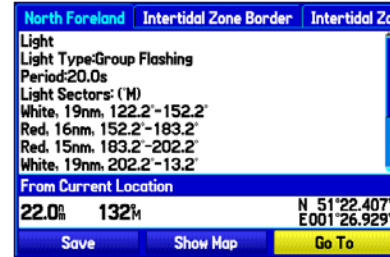 North Foreland Intertidal Zone Border Intertidal Zo
Light
Light Type:Group Flashing
Period:20.0s
Light Sectors: (°M)
White, 19nm, 122.2°-152.2°
Red, 16nm, 152.2°-183.2°
Red, 15nm, 183.2°-202.2°
White, 19nm, 202.2°-13.2°
From Current Location
22.0nm 132°M N 51°22.407'
E001°26.929'
Save Show Map Go To